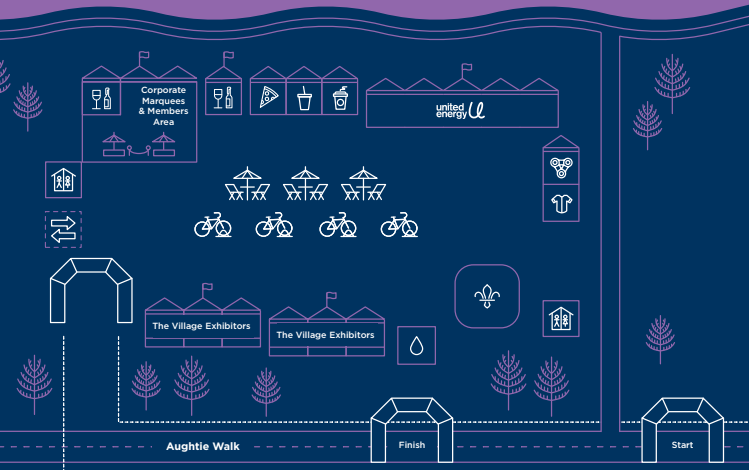 Corporate
Marquees
& Members
Area
united
energy
The Village Exhibitors
The Village Exhibitors
Aughtie Walk
Finish
Start